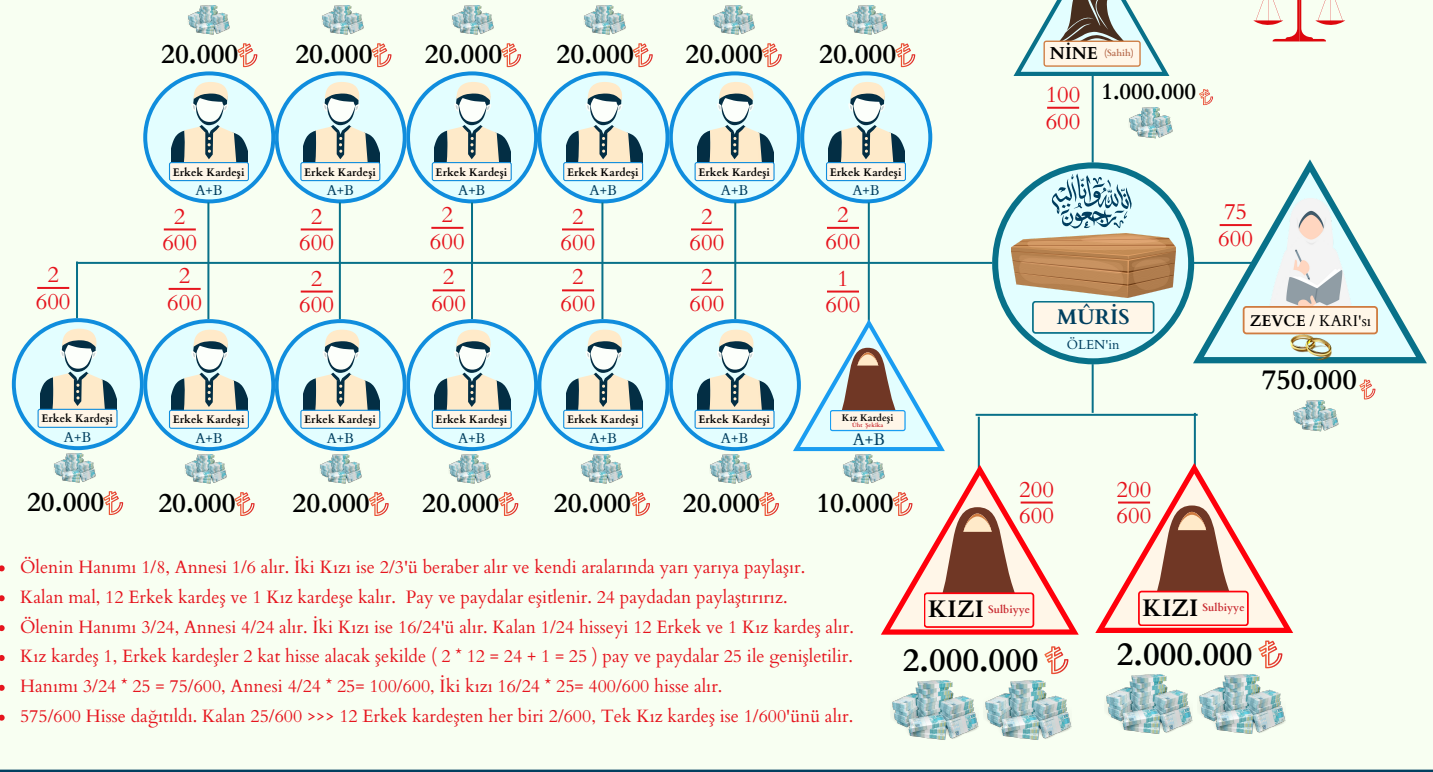 20.000₺ 20.000₺ 20.000₺ 20.000₺ 20.000₺ 20.000₺
NİNE (Sahih)
100/600
1.000.000 ₺
Erkek Kardeşi Erkek Kardeşi Erkek Kardeşi Erkek Kardeşi Erkek Kardeşi Erkek Kardeşi
A+B A+B A+B A+B A+B A+B
2/600 2/600 2/600 2/600 2/600 2/600
2/600 2/600 2/600 2/600 2/600 2/600 1/600
Erkek Kardeşi Erkek Kardeşi Erkek Kardeşi Erkek Kardeşi Erkek Kardeşi Erkek Kardeşi Kız Kardeşi
Uht Şekika
A+B A+B A+B A+B A+B A+B A+B
20.000₺ 20.000₺ 20.000₺ 20.000₺ 20.000₺ 20.000₺ 10.000₺
إنا لله وإنا إليه راجعون
MÛRİS
ÖLEN'in
75/600
ZEVCE / KARI'sı
750.000 ₺
200/600 200/600
KIZI Sulbiyye KIZI Sulbiyye
2.000.000 ₺ 2.000.000 ₺
• Ölenin Hanımı 1/8, Annesi 1/6 alır. İki Kızı ise 2/3'ü beraber alır ve kendi aralarında yarı yarıya paylaşır.
• Kalan mal, 12 Erkek kardeş ve 1 Kız kardeşe kalır. Pay ve paydalar eşitlenir. 24 paydadan paylaştırırız.
• Ölenin Hanımı 3/24, Annesi 4/24 alır. İki Kızı ise 16/24'ü alır. Kalan 1/24 hisseyi 12 Erkek ve 1 Kız kardeş alır.
• Kız kardeş 1, Erkek kardeşler 2 kat hisse alacak şekilde ( 2 * 12 = 24 + 1 = 25 ) pay ve paydalar 25 ile genişletilir.
• Hanımı 3/24 * 25 = 75/600, Annesi 4/24 * 25= 100/600, İki kızı 16/24 * 25= 400/600 hisse alır.
• 575/600 Hisse dağıtıldı. Kalan 25/600 >>> 12 Erkek kardeşten her biri 2/600, Tek Kız kardeş ise 1/600'ünü alır.